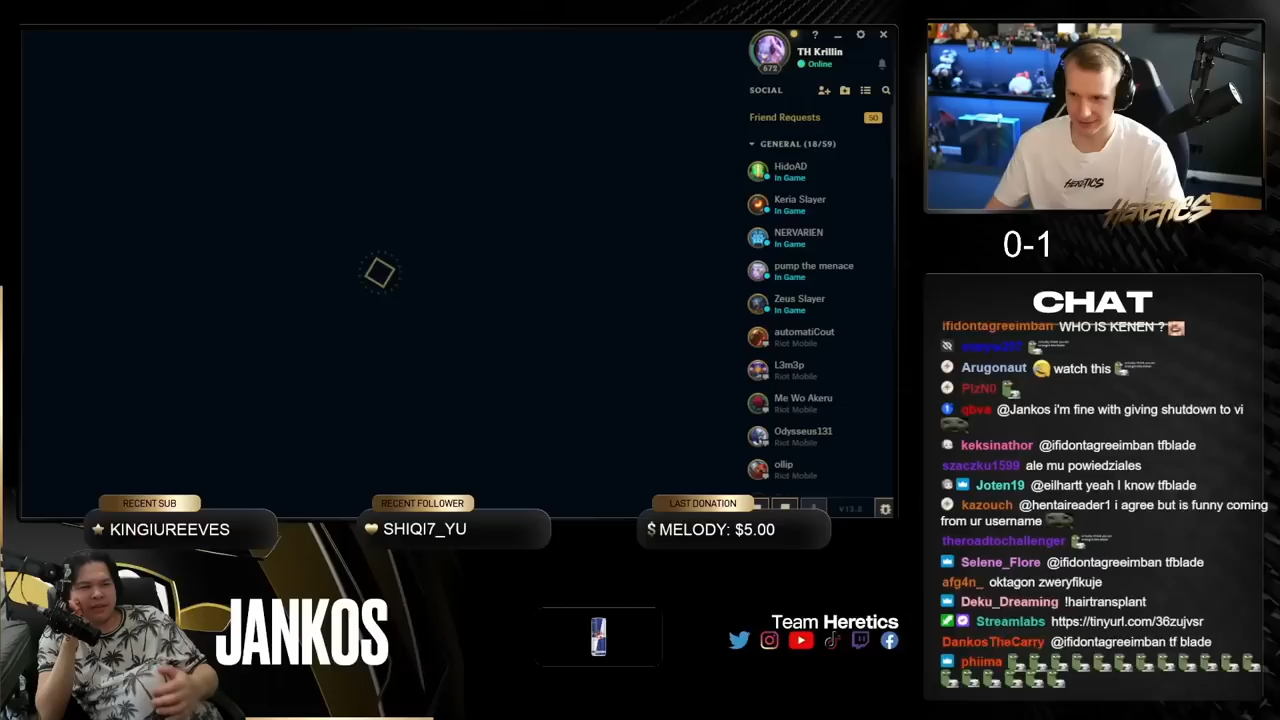 672
?
TH Krillin
Online
SOCIAL
Friend Requests
50
GENERAL (18/59)
HidoAD
In Game
Keria Slayer
In Game
NERVARIEN
In Game
pump the menace
In Game
Zeus Slayer
In Game
automatiCout
Riot Mobile
L3m3p
Riot Mobile
Me Wo Akeru
Riot Mobile
Odysseus131
Riot Mobile
ollip
Riot Mobile
RECENT SUB
KINGIUREEVES
RECENT FOLLOWER
SHIQI7_YU
LAST DONATION
$ MELODY: $5.00
JANKOS
Team Heretics
HERETICS
HERETICS
0-1
CHAT
ifidontagreeimban WHO IS KENEN ?
Arugonaut watch this
PlzN0
qbva @Jankos i'm fine with giving shutdown to vi
keksinathor @ifidontagreeimban tfblade
szaczku1599 ale mu powiedziales
Joten19 @eilhartt yeah I know tfblade
kazouch @hentaireader1 i agree but is funny coming
from ur username
theroadtochallenger
Selene_Flore @ifidontagreeimban tfblade
afg4n_ oktagon zweryfikuje
Deku_Dreaming !hairtransplant
Streamlabs https://tinyurl.com/36zujvsr
DankosTheCarry @ifidontagreeimban tf blade
phiima